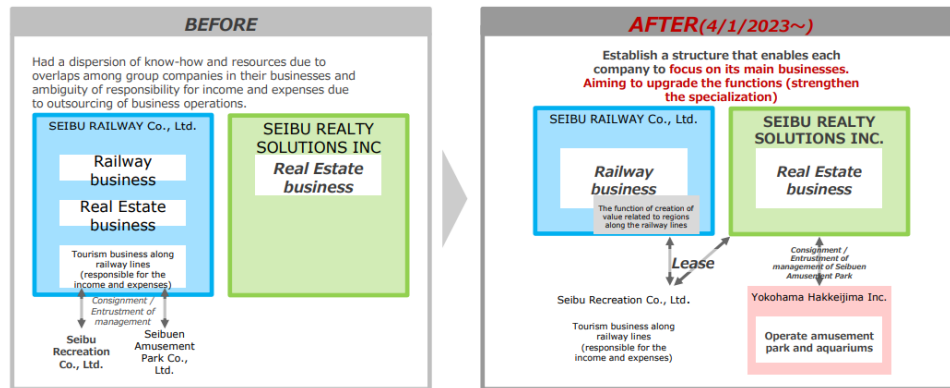 BEFORE
Had a dispersion of know-how and resources due to
overlaps among group companies in their businesses and
ambiguity of responsibility for income and expenses due
to outsourcing of business operations.
SEIBU RAILWAY Co., Ltd.
Railway
business
Real Estate
business
Tourism business along
railway lines
(responsible for the
income and expenses)
SEIBU REALTY
SOLUTIONS INC
Real Estate
business
Consignment /
Entrustment of
management
Seibu
Recreation
Co., Ltd.
Seibuen
Amusement
Park Co.,
Ltd.
AFTER(4/1/2023~)
Establish a structure that enables each
company to focus on its main businesses.
Aiming to upgrade the functions (strengthen
the specialization)
SEIBU RAILWAY Co., Ltd.
Railway
business
The function of creation of
value related to regions
along the railway lines
SEIBU REALTY
SOLUTIONS INC.
Real Estate
business
Lease
Consignment /
Entrustment of
management of Seibuen
Amusement Park
Seibu Recreation Co., Ltd.
Tourism business along
railway lines
(responsible for the
income and expenses)
Yokohama Hakkeijima Inc.
Operate amusement
park and aquariums